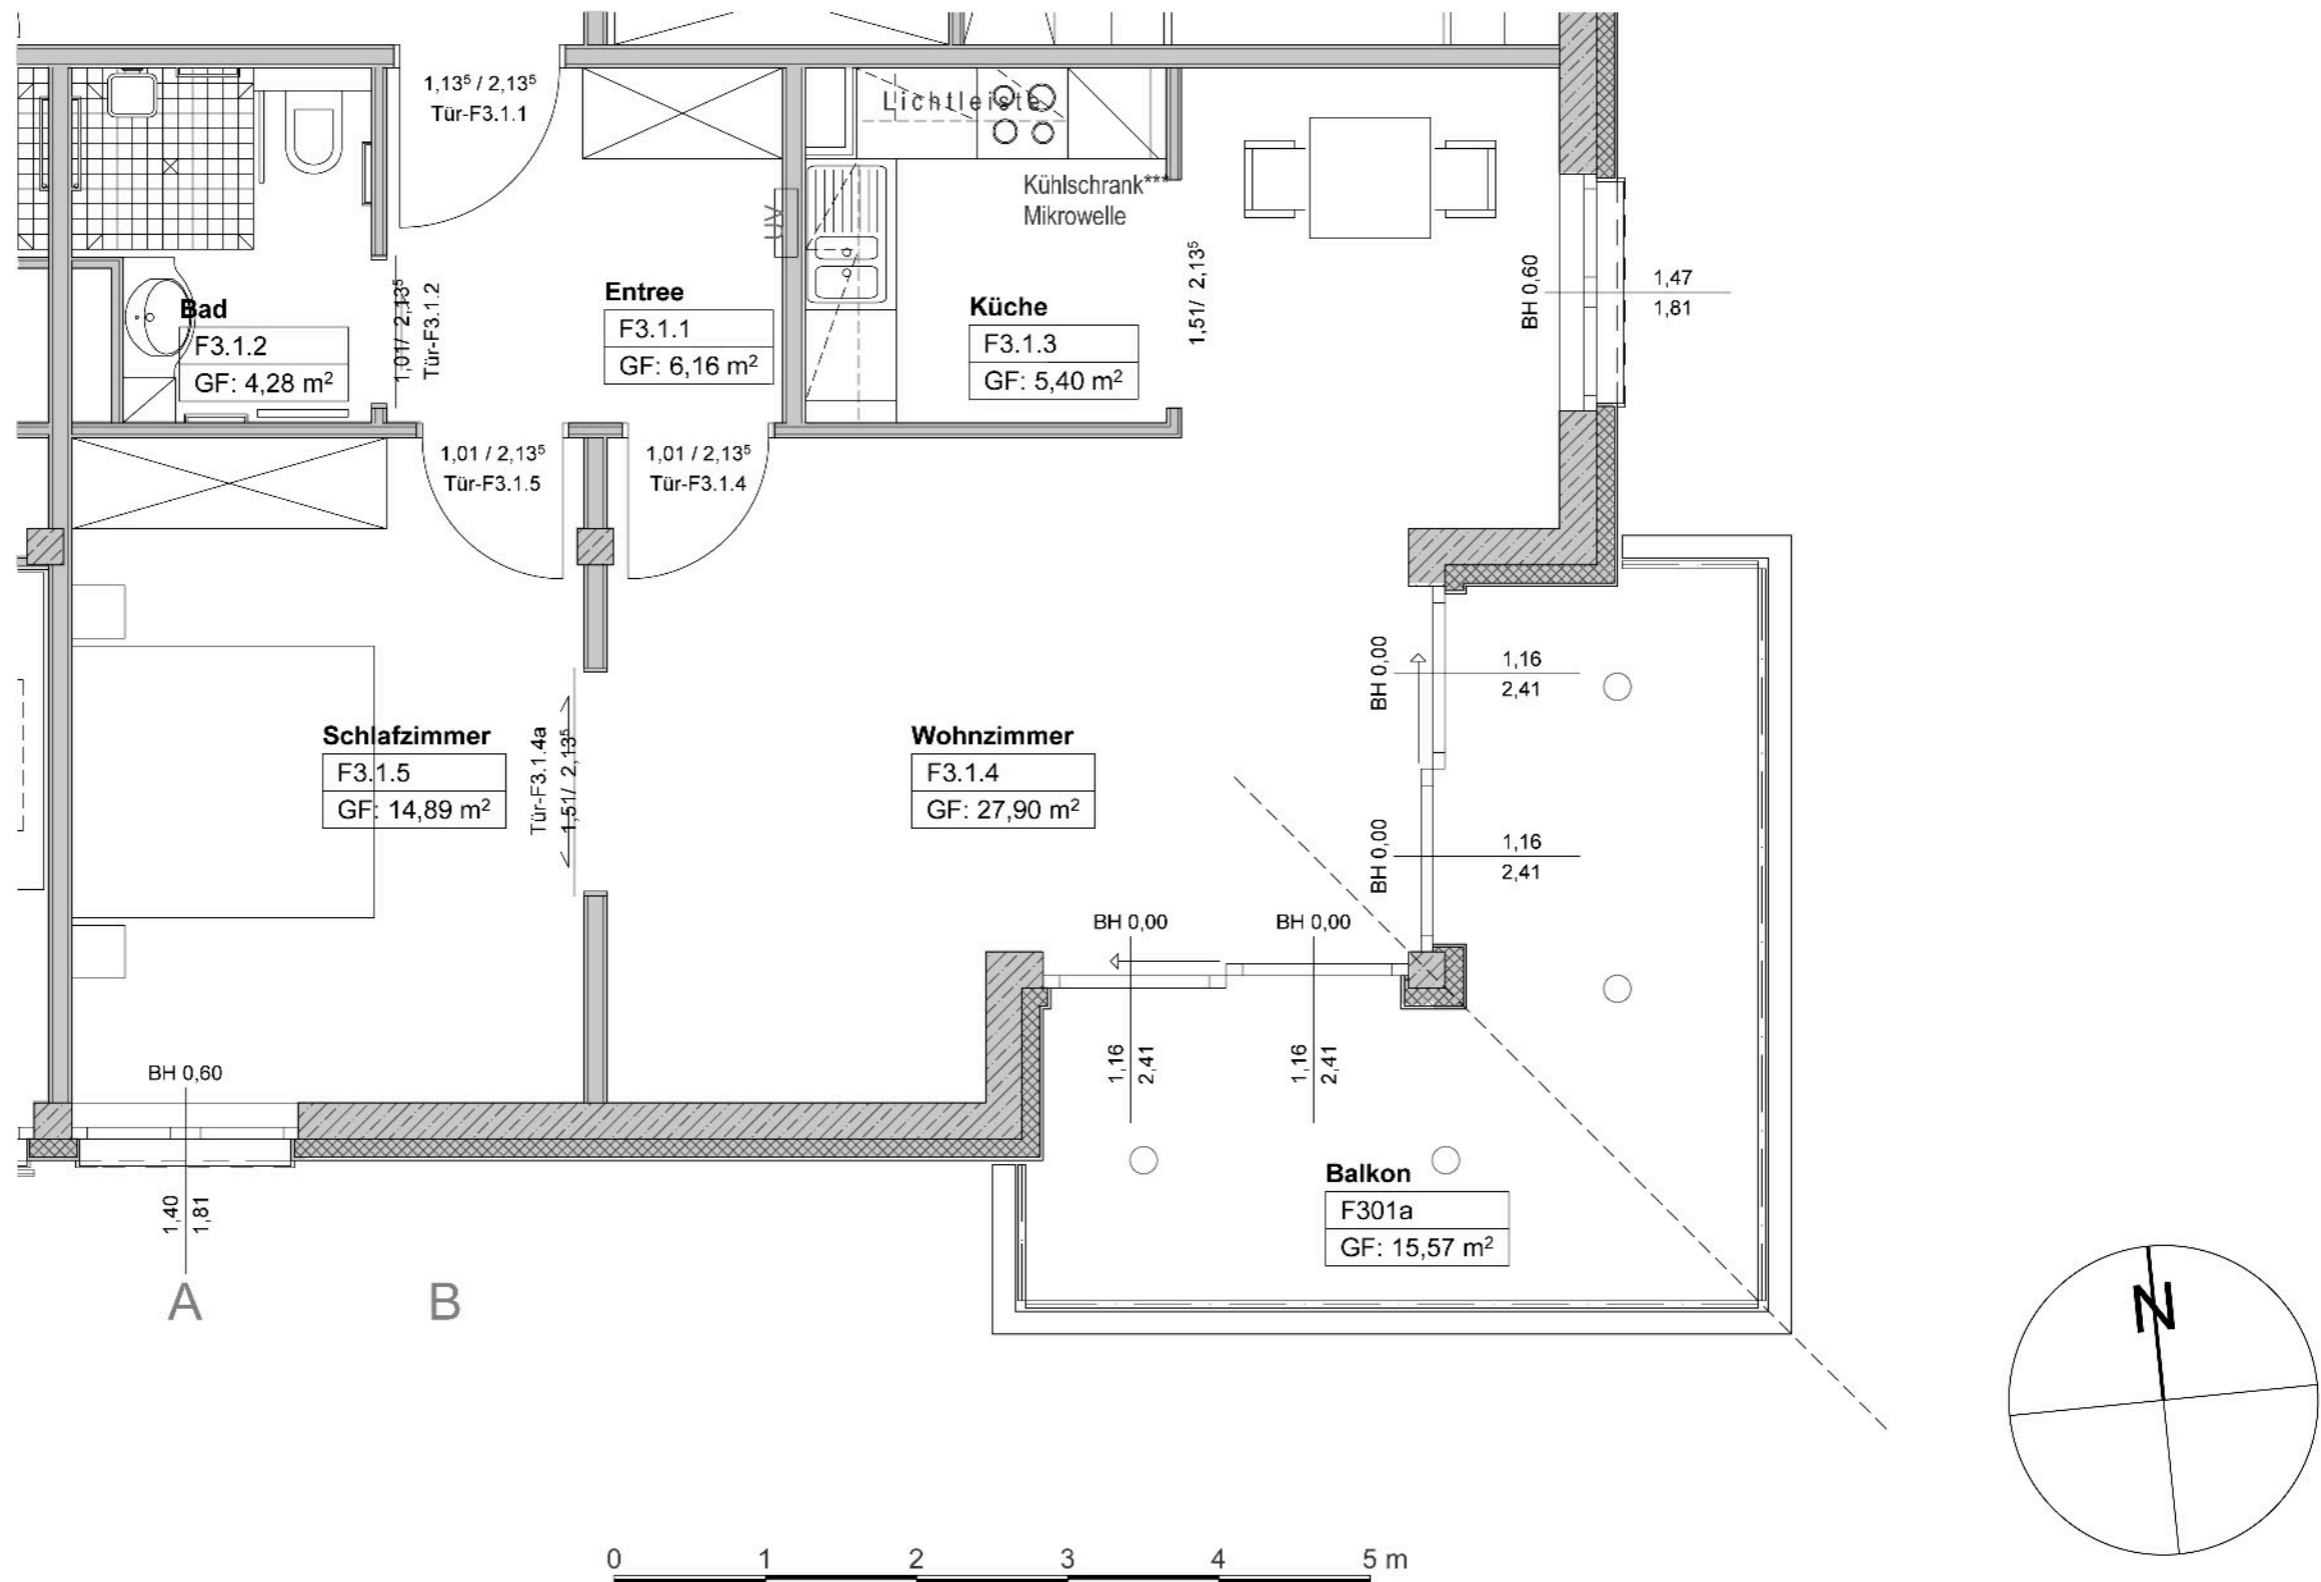 1,13⁵ / 2,13⁵
Tür-F3.1.1
Lichtleiste
Kühlschrank***
Mikrowelle
UV
1,51/ 2,13⁵
BH 0,60
1,47
1,81
Bad
F3.1.2
GF: 4,28 m²
1,01/ 2,13⁵
Tür-F3.1.2
Entree
F3.1.1
GF: 6,16 m²
Küche
F3.1.3
GF: 5,40 m²
1,01 / 2,13⁵
Tür-F3.1.5
1,01 / 2,13⁵
Tür-F3.1.4
BH 0,00
1,16
2,41
Schlafzimmer
F3.1.5
GF: 14,89 m²
Tür-F3.1.4a
1,51/ 2,13⁵
Wohnzimmer
F3.1.4
GF: 27,90 m²
BH 0,00
1,16
2,41
BH 0,00
BH 0,00
1,16
2,41
1,16
2,41
BH 0,60
1,40
1,81
Balkon
F301a
GF: 15,57 m²
A
B
N
0 1 2 3 4 5 m